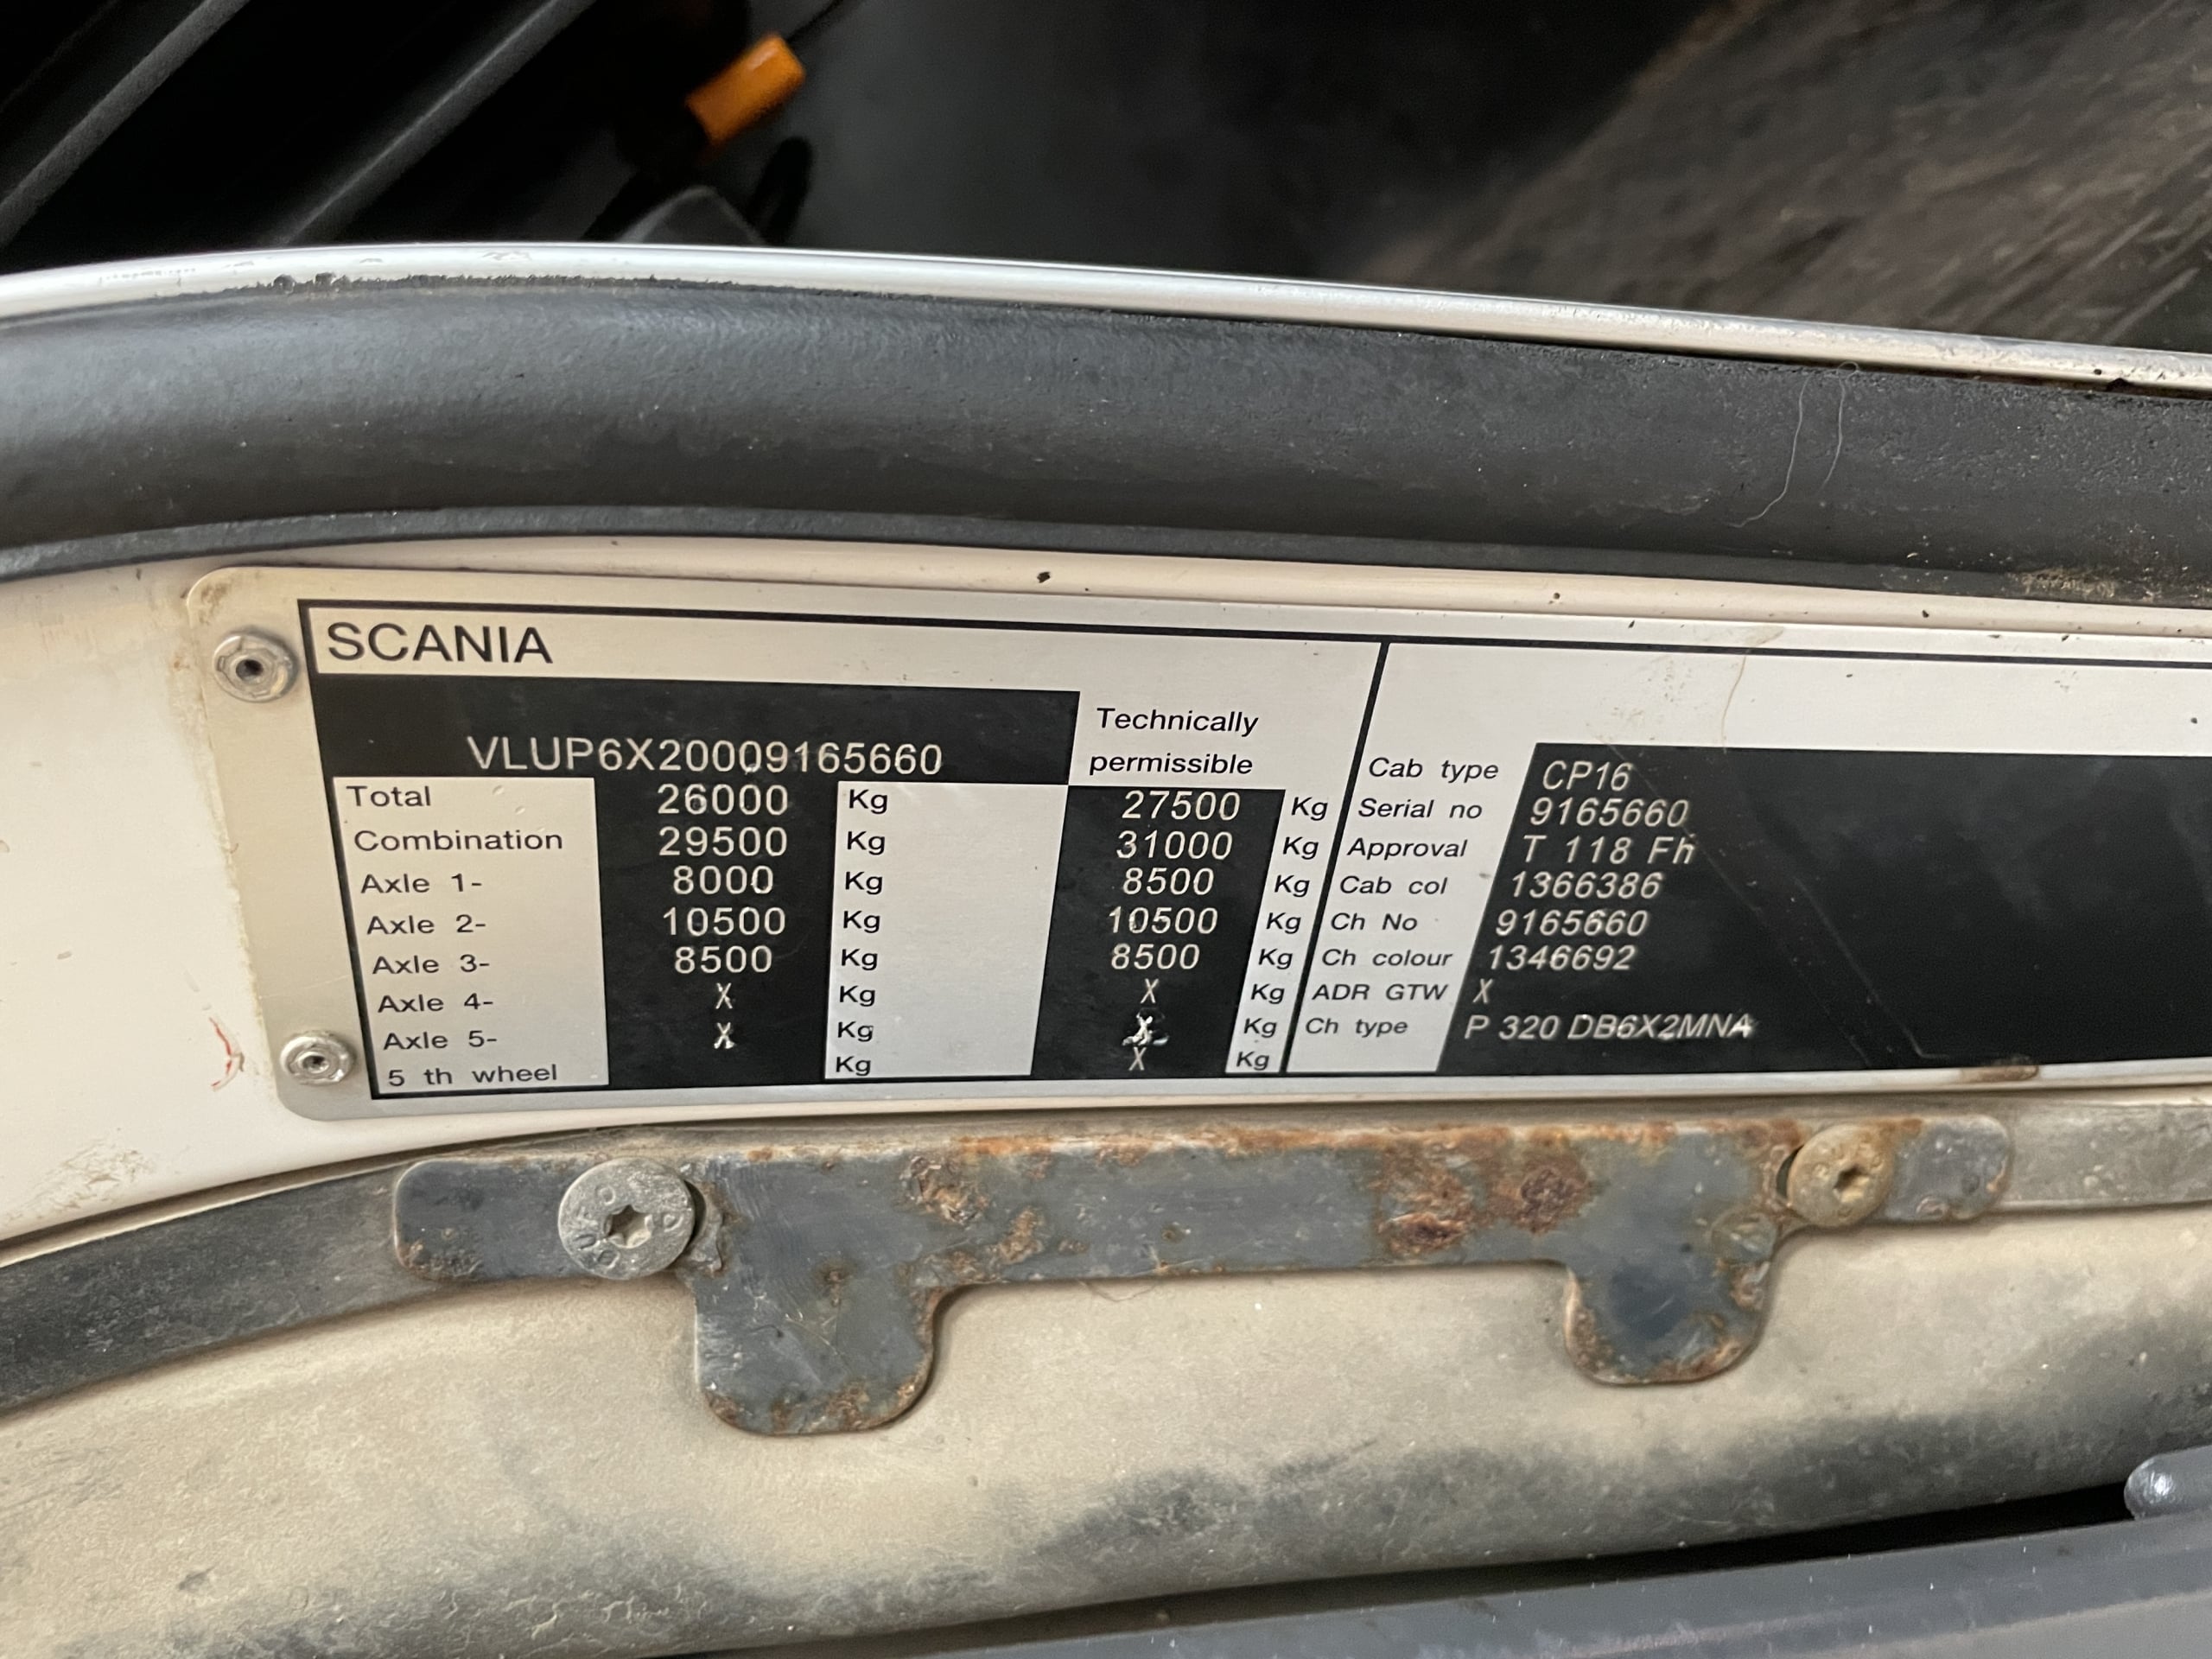 SCANIA
VLUP6X20009165660
Technically
permissible
Total 26000 Kg 27500 Kg
Combination 29500 Kg 31000 Kg
Axle 1- 8000 Kg 8500 Kg
Axle 2- 10500 Kg 10500 Kg
Axle 3- 8500 Kg 8500 Kg
Axle 4- X Kg X Kg
Axle 5- X Kg X Kg
5 th wheel Kg X Kg
Cab type CP16
Serial no 9165660
Approval T 118 Fh
Cab col 1366386
Ch No 9165660
Ch colour 1346692
ADR GTW X
Ch type P 320 DB6X2MNA